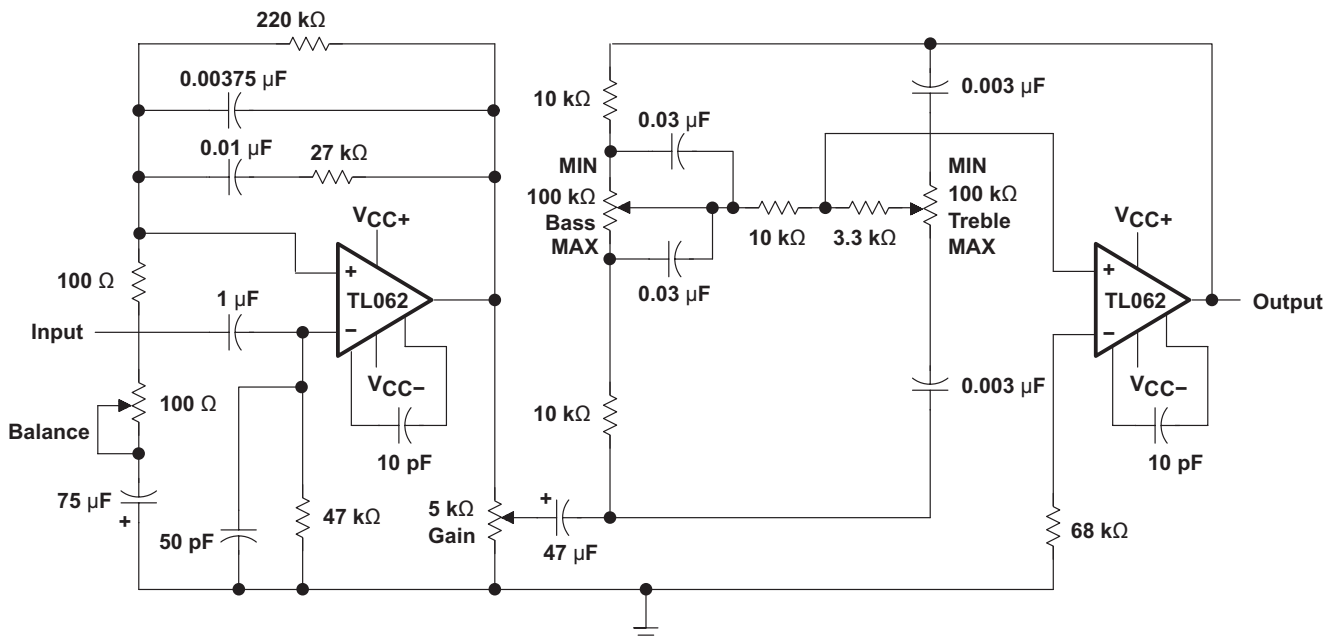 220 kΩ
0.00375 µF
0.01 µF
27 kΩ
100 Ω
1 µF
Input
100 Ω
Balance
75 µF
+
50 pF
47 kΩ
VCC+
+
TL062
−
VCC−
10 pF
5 kΩ
Gain
+
47 µF
10 kΩ
0.03 µF
MIN
100 kΩ
Bass
MAX
0.03 µF
10 kΩ
10 kΩ
3.3 kΩ
0.003 µF
MIN
100 kΩ
Treble
MAX
0.003 µF
VCC+
+
TL062
−
VCC−
10 pF
68 kΩ
Output